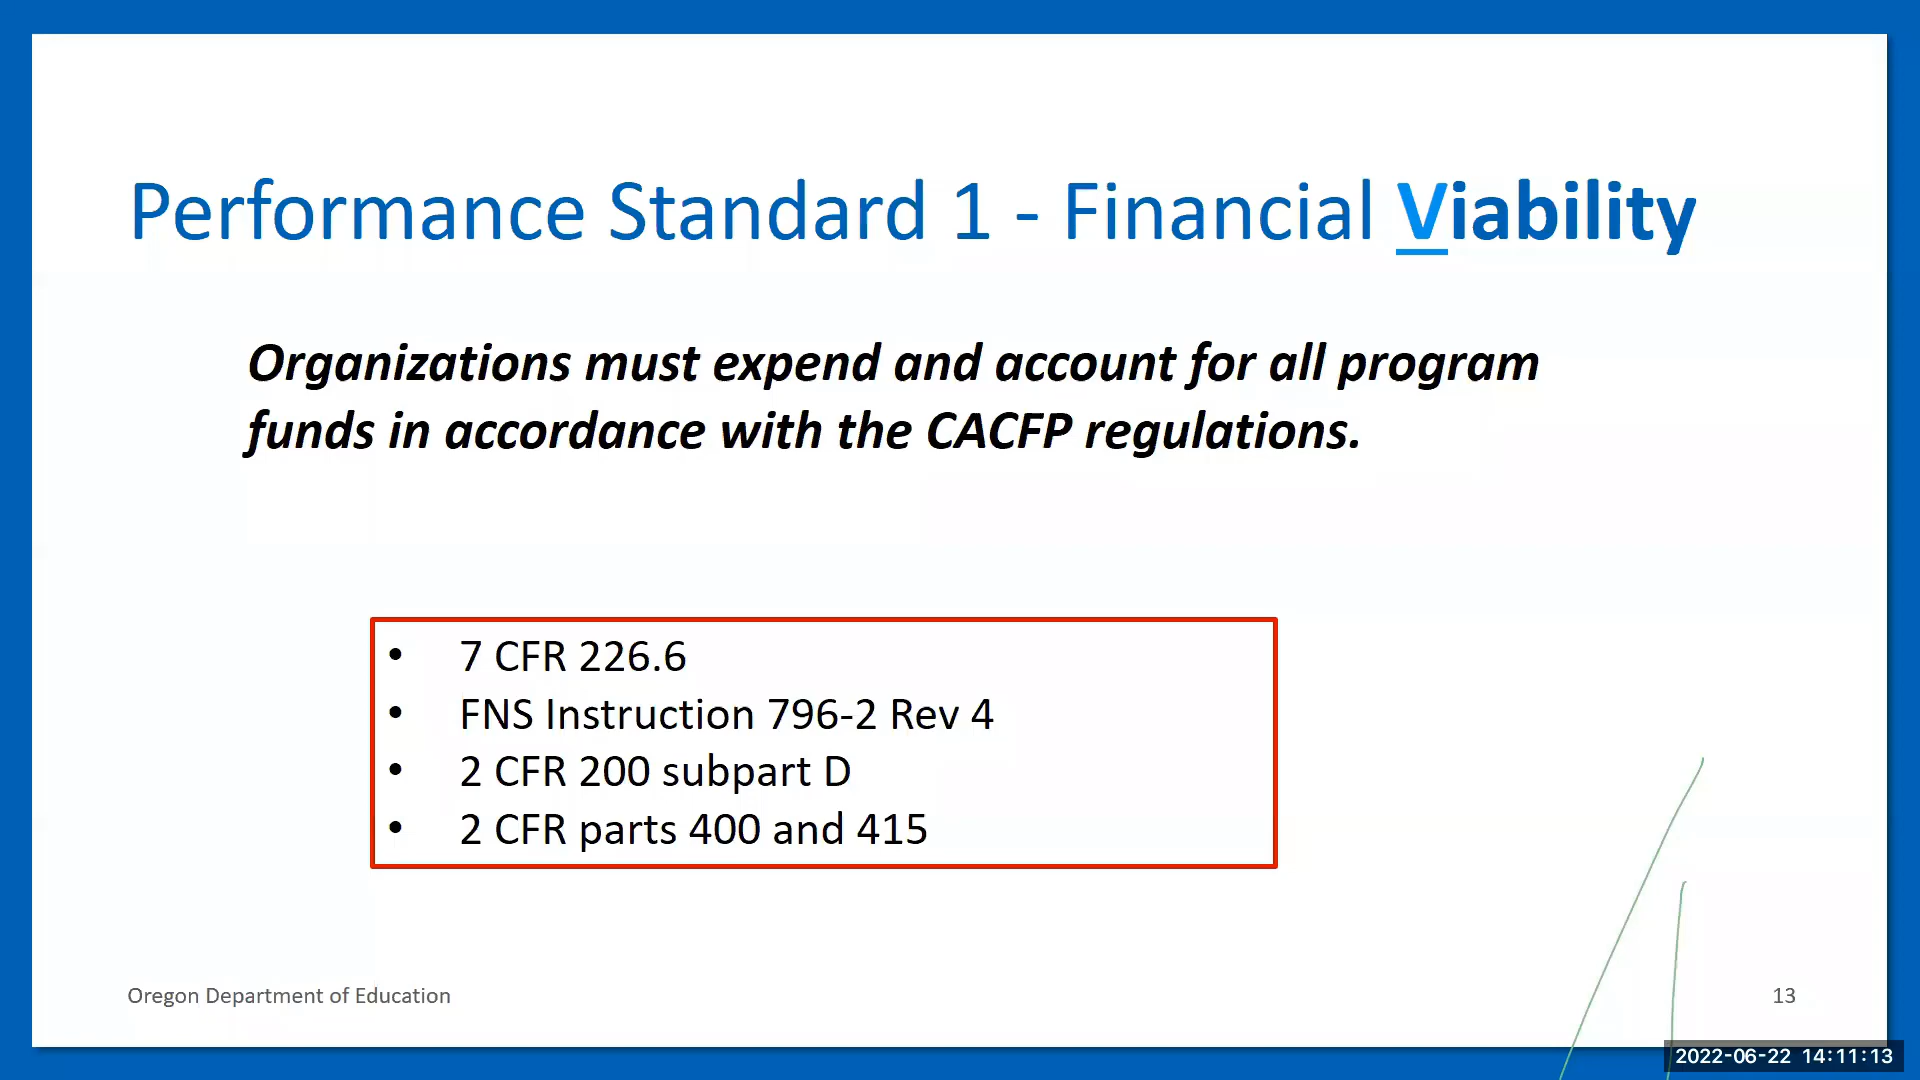 Performance Standard 1 - Financial Viability
Organizations must expend and account for all program
funds in accordance with the CACFP regulations.
• 7 CFR 226.6
• FNS Instruction 796-2 Rev 4
• 2 CFR 200 subpart D
• 2 CFR parts 400 and 415
Oregon Department of Education
13
2022-06-22 14:11:13